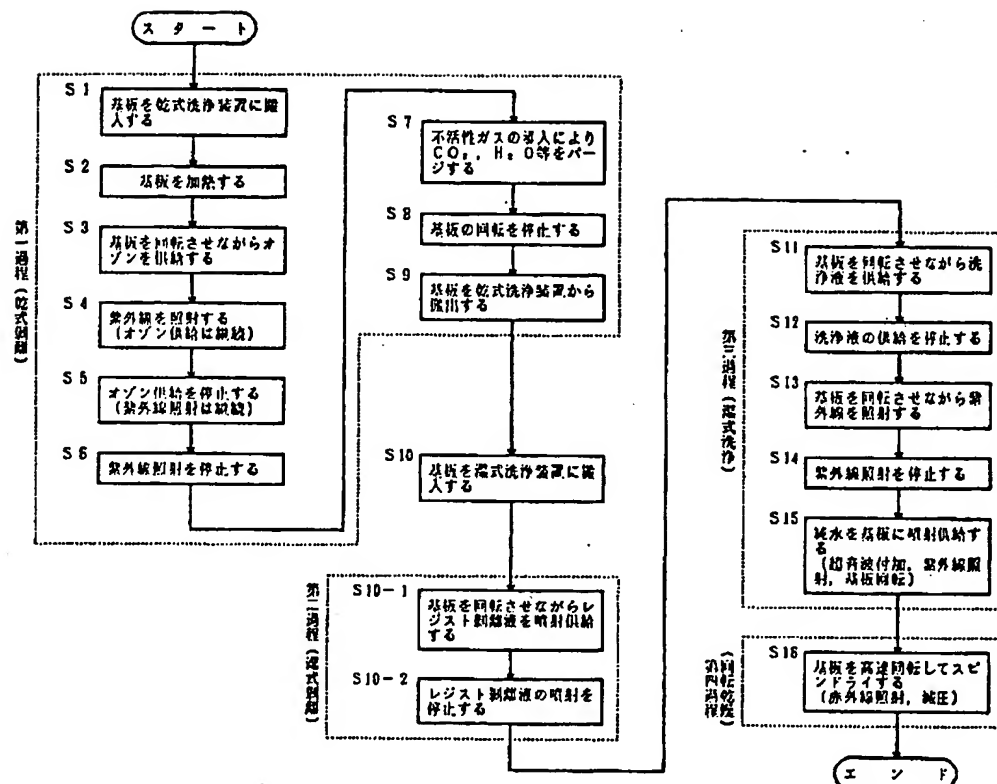 スタート
第一過程(乾式剥離)
S1
基板を乾式洗浄装置に搬
入する
S2
基板を加熱する
S3
基板を回転させながらオ
ゾンを供給する
S4
紫外線を照射する
(オゾン供給は継続)
S5
オゾン供給を停止する
(紫外線照射は継続)
S6
紫外線照射を停止する
S7
不活性ガスの導入により
CO₂,H₂O等をパー
ジする
S8
基板の回転を停止する
S9
基板を乾式洗浄装置から
搬出する
S10
基板を湿式洗浄装置に搬
入する
第二過程(湿式剥離)
S10-1
基板を回転させながらレ
ジスト剥離液を噴射供給
する
S10-2
レジスト剥離液の噴射を
停止する
第三過程(湿式洗浄)
S11
基板を回転させながら洗
浄液を供給する
S12
洗浄液の供給を停止する
S13
基板を回転させながら紫
外線を照射する
S14
紫外線照射を停止する
S15
純水を基板に噴射供給す
る
(超音波付加,紫外線照
射,基板回転)
第四過程
(回転乾燥)
S16
基板を高速回転してスピ
ンドライする
(赤外線照射,減圧)
エンド